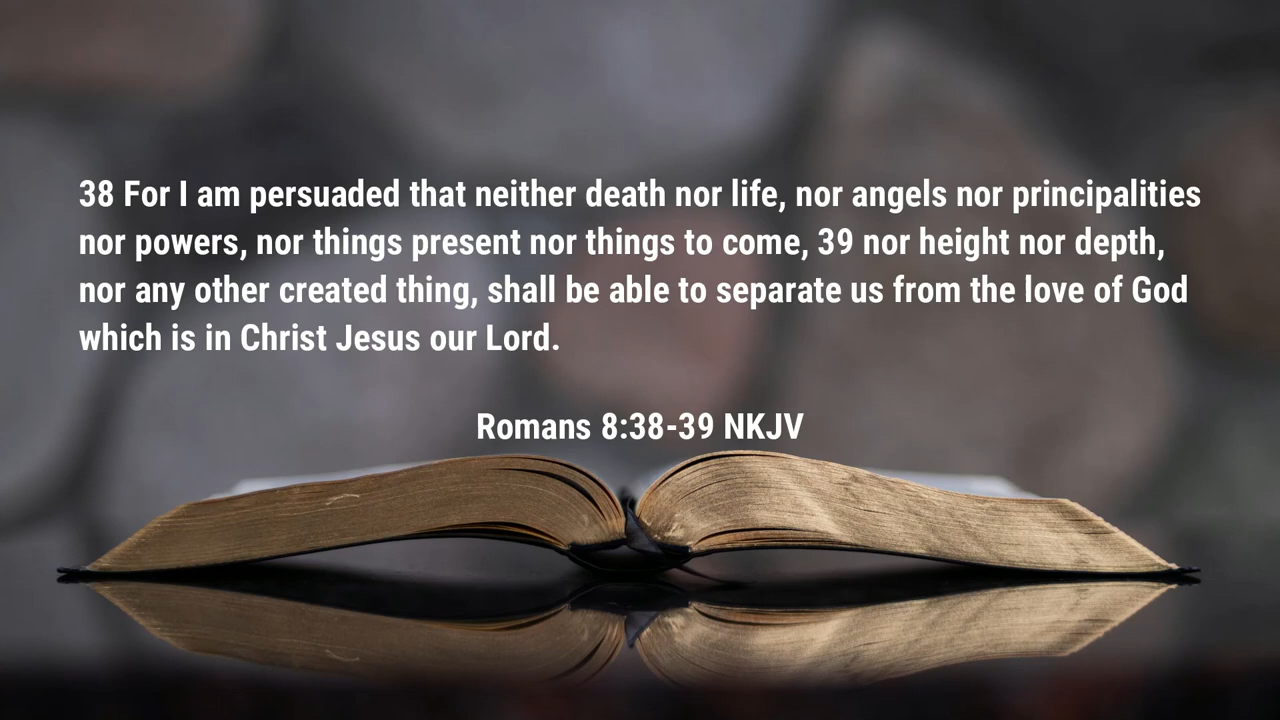 38 For I am persuaded that neither death nor life, nor angels nor principalities
nor powers, nor things present nor things to come, 39 nor height nor depth,
nor any other created thing, shall be able to separate us from the love of God
which is in Christ Jesus our Lord.
Romans 8:38-39 NKJV